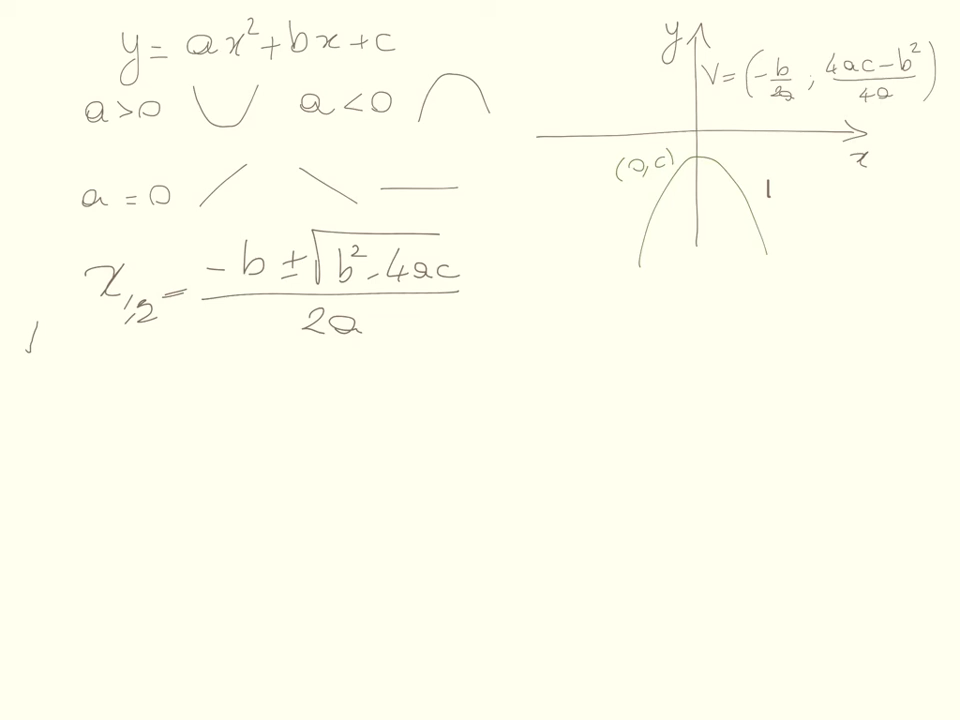 y = ax² + bx + c
a > 0
a < 0
a = 0
x₁,₂ = (-b ± √(b² - 4ac)) / 2a
y
V = (-b/2a ; (4ac - b²)/4a)
x
(0, c)